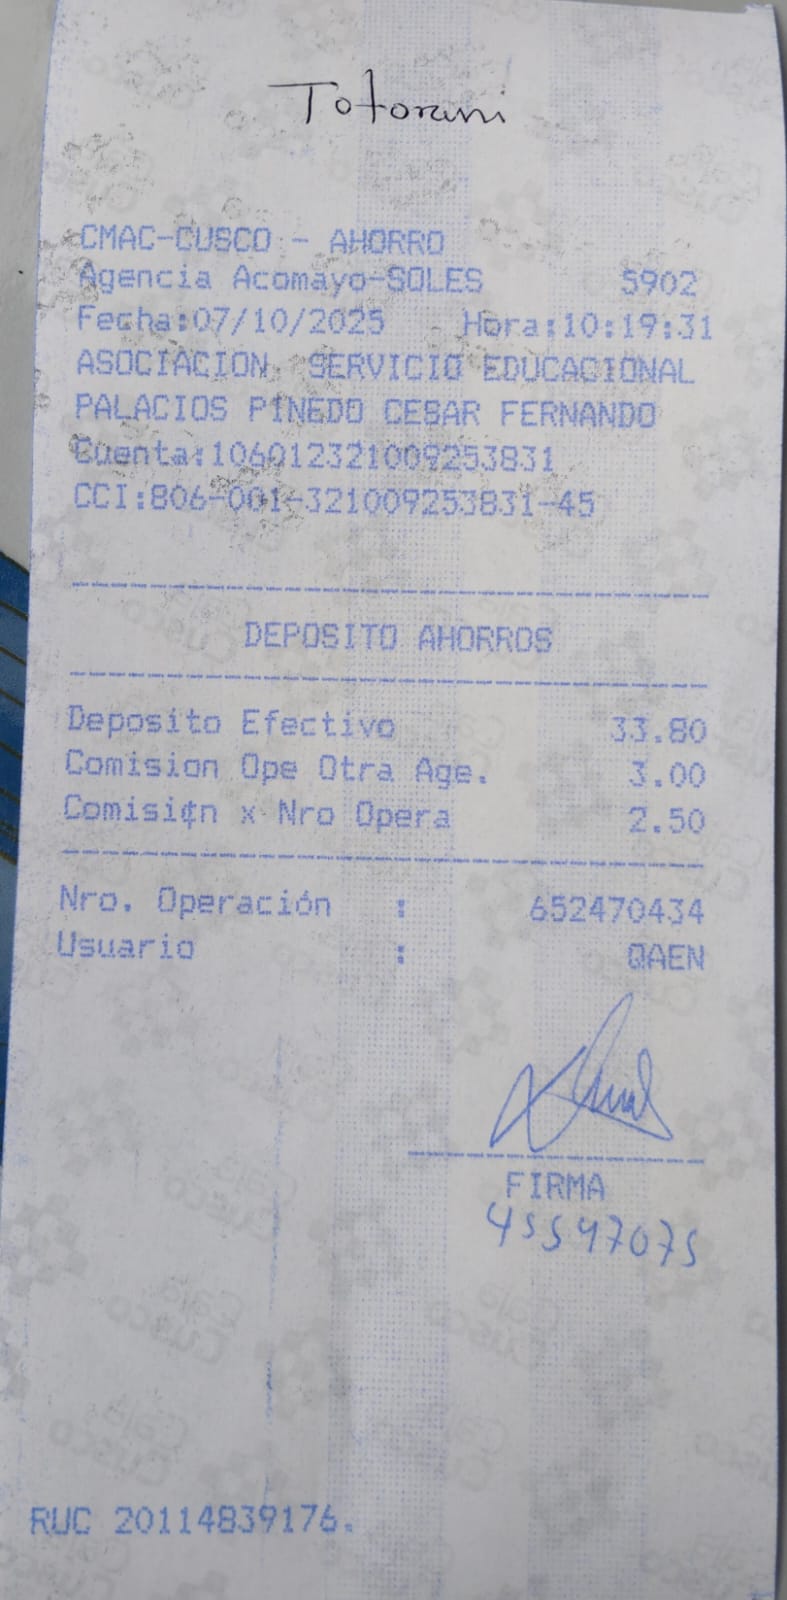 Totorani
CMAC-CUSCO - AHORRO
Agencia Acomayo-SOLES 5902
Fecha:07/10/2025 Hora:10:19:31
ASOCIACION SERVICIO EDUCACIONAL
PALACIOS PINEDO CESAR FERNANDO
Cuenta:106012321009253831
CCI:806-001-321009253831-45
DEPOSITO AHORROS
Deposito Efectivo 33.80
Comision Ope Otra Age. 3.00
Comisi¢n x Nro Opera 2.50
Nro. Operación : 652470434
Usuario : QAEN
FIRMA
45547075
RUC 20114839176.